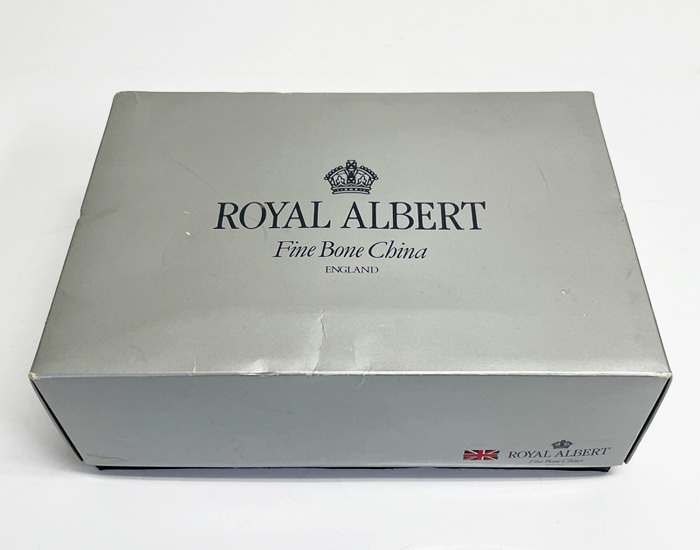 ROYAL ALBERT
Fine Bone China
ENGLAND
ROYAL ALBERT
Fine Bone China